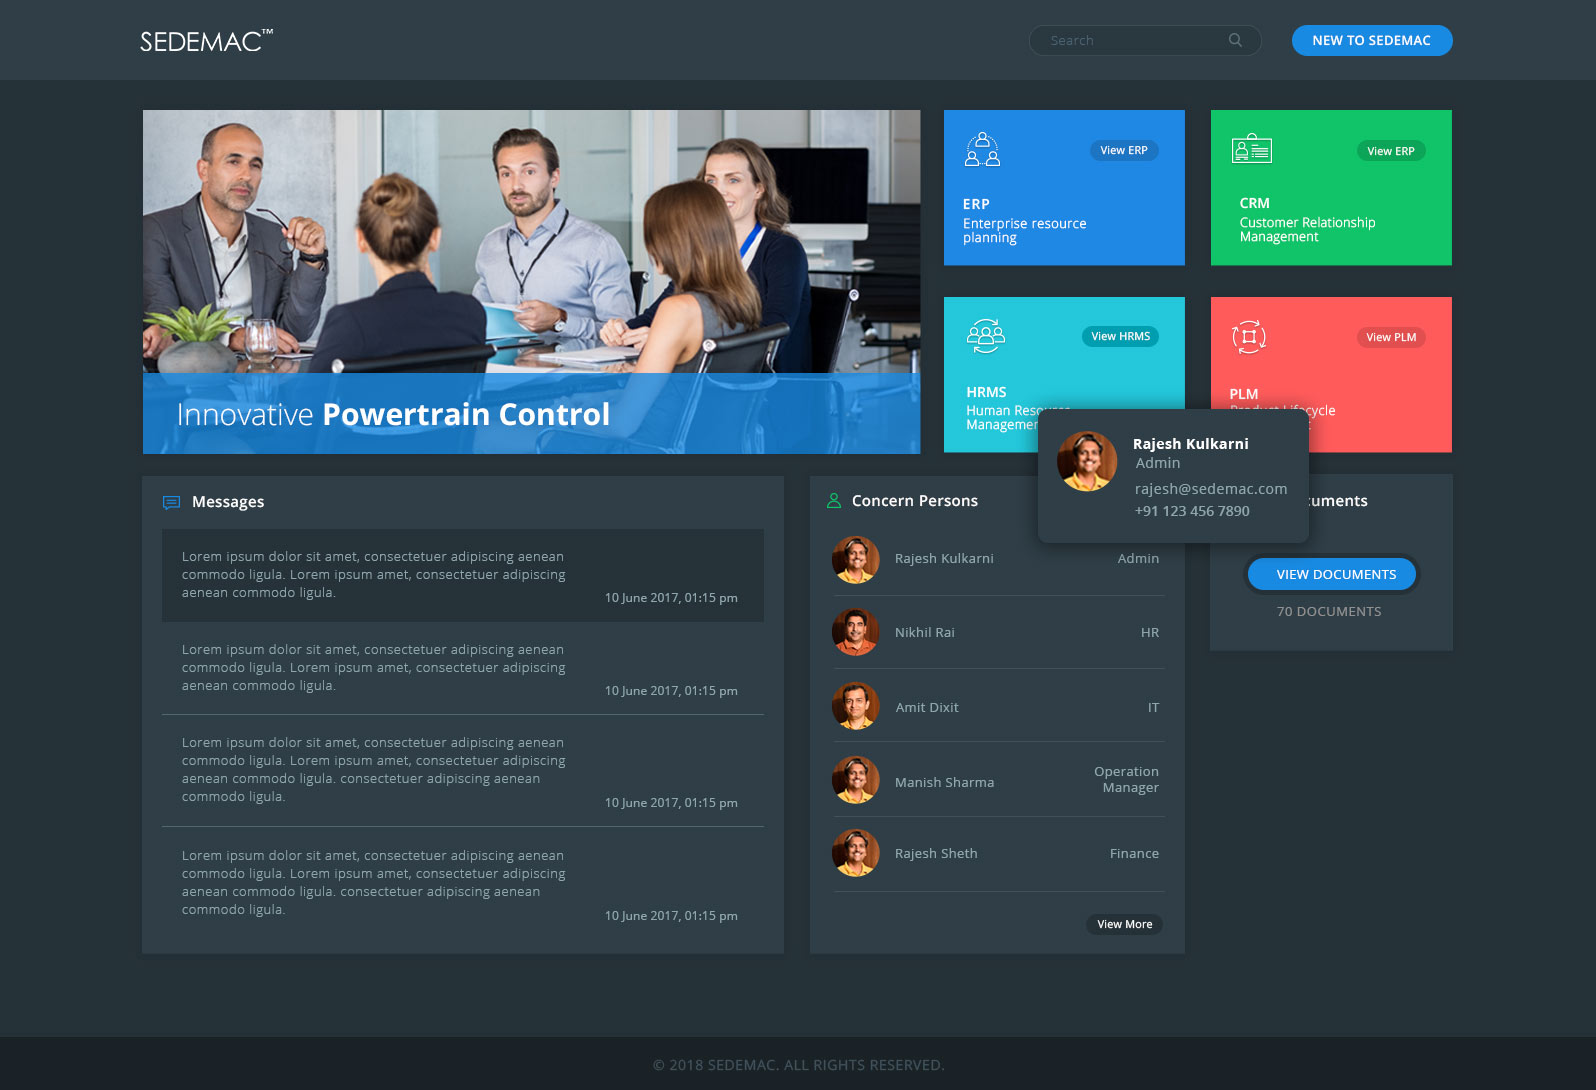 SEDEMAC™
Search
NEW TO SEDEMAC
Innovative Powertrain Control
View ERP
ERP
Enterprise resource
planning
View ERP
CRM
Customer Relationship
Management
View HRMS
HRMS
Human Resource
Managemen
View PLM
PLM
Product Lifecycle
Rajesh Kulkarni
Admin
rajesh@sedemac.com
+91 123 456 7890
Messages
Lorem ipsum dolor sit amet, consectetuer adipiscing aenean
commodo ligula. Lorem ipsum amet, consectetuer adipiscing
aenean commodo ligula.
10 June 2017, 01:15 pm
Lorem ipsum dolor sit amet, consectetuer adipiscing aenean
commodo ligula. Lorem ipsum amet, consectetuer adipiscing
aenean commodo ligula.
10 June 2017, 01:15 pm
Lorem ipsum dolor sit amet, consectetuer adipiscing aenean
commodo ligula. Lorem ipsum amet, consectetuer adipiscing
aenean commodo ligula. consectetuer adipiscing aenean
commodo ligula.
10 June 2017, 01:15 pm
Lorem ipsum dolor sit amet, consectetuer adipiscing aenean
commodo ligula. Lorem ipsum amet, consectetuer adipiscing
aenean commodo ligula. consectetuer adipiscing aenean
commodo ligula.
10 June 2017, 01:15 pm
Concern Persons
Rajesh Kulkarni Admin
Nikhil Rai HR
Amit Dixit IT
Manish Sharma Operation
Manager
Rajesh Sheth Finance
View More
cuments
VIEW DOCUMENTS
70 DOCUMENTS
© 2018 SEDEMAC. ALL RIGHTS RESERVED.